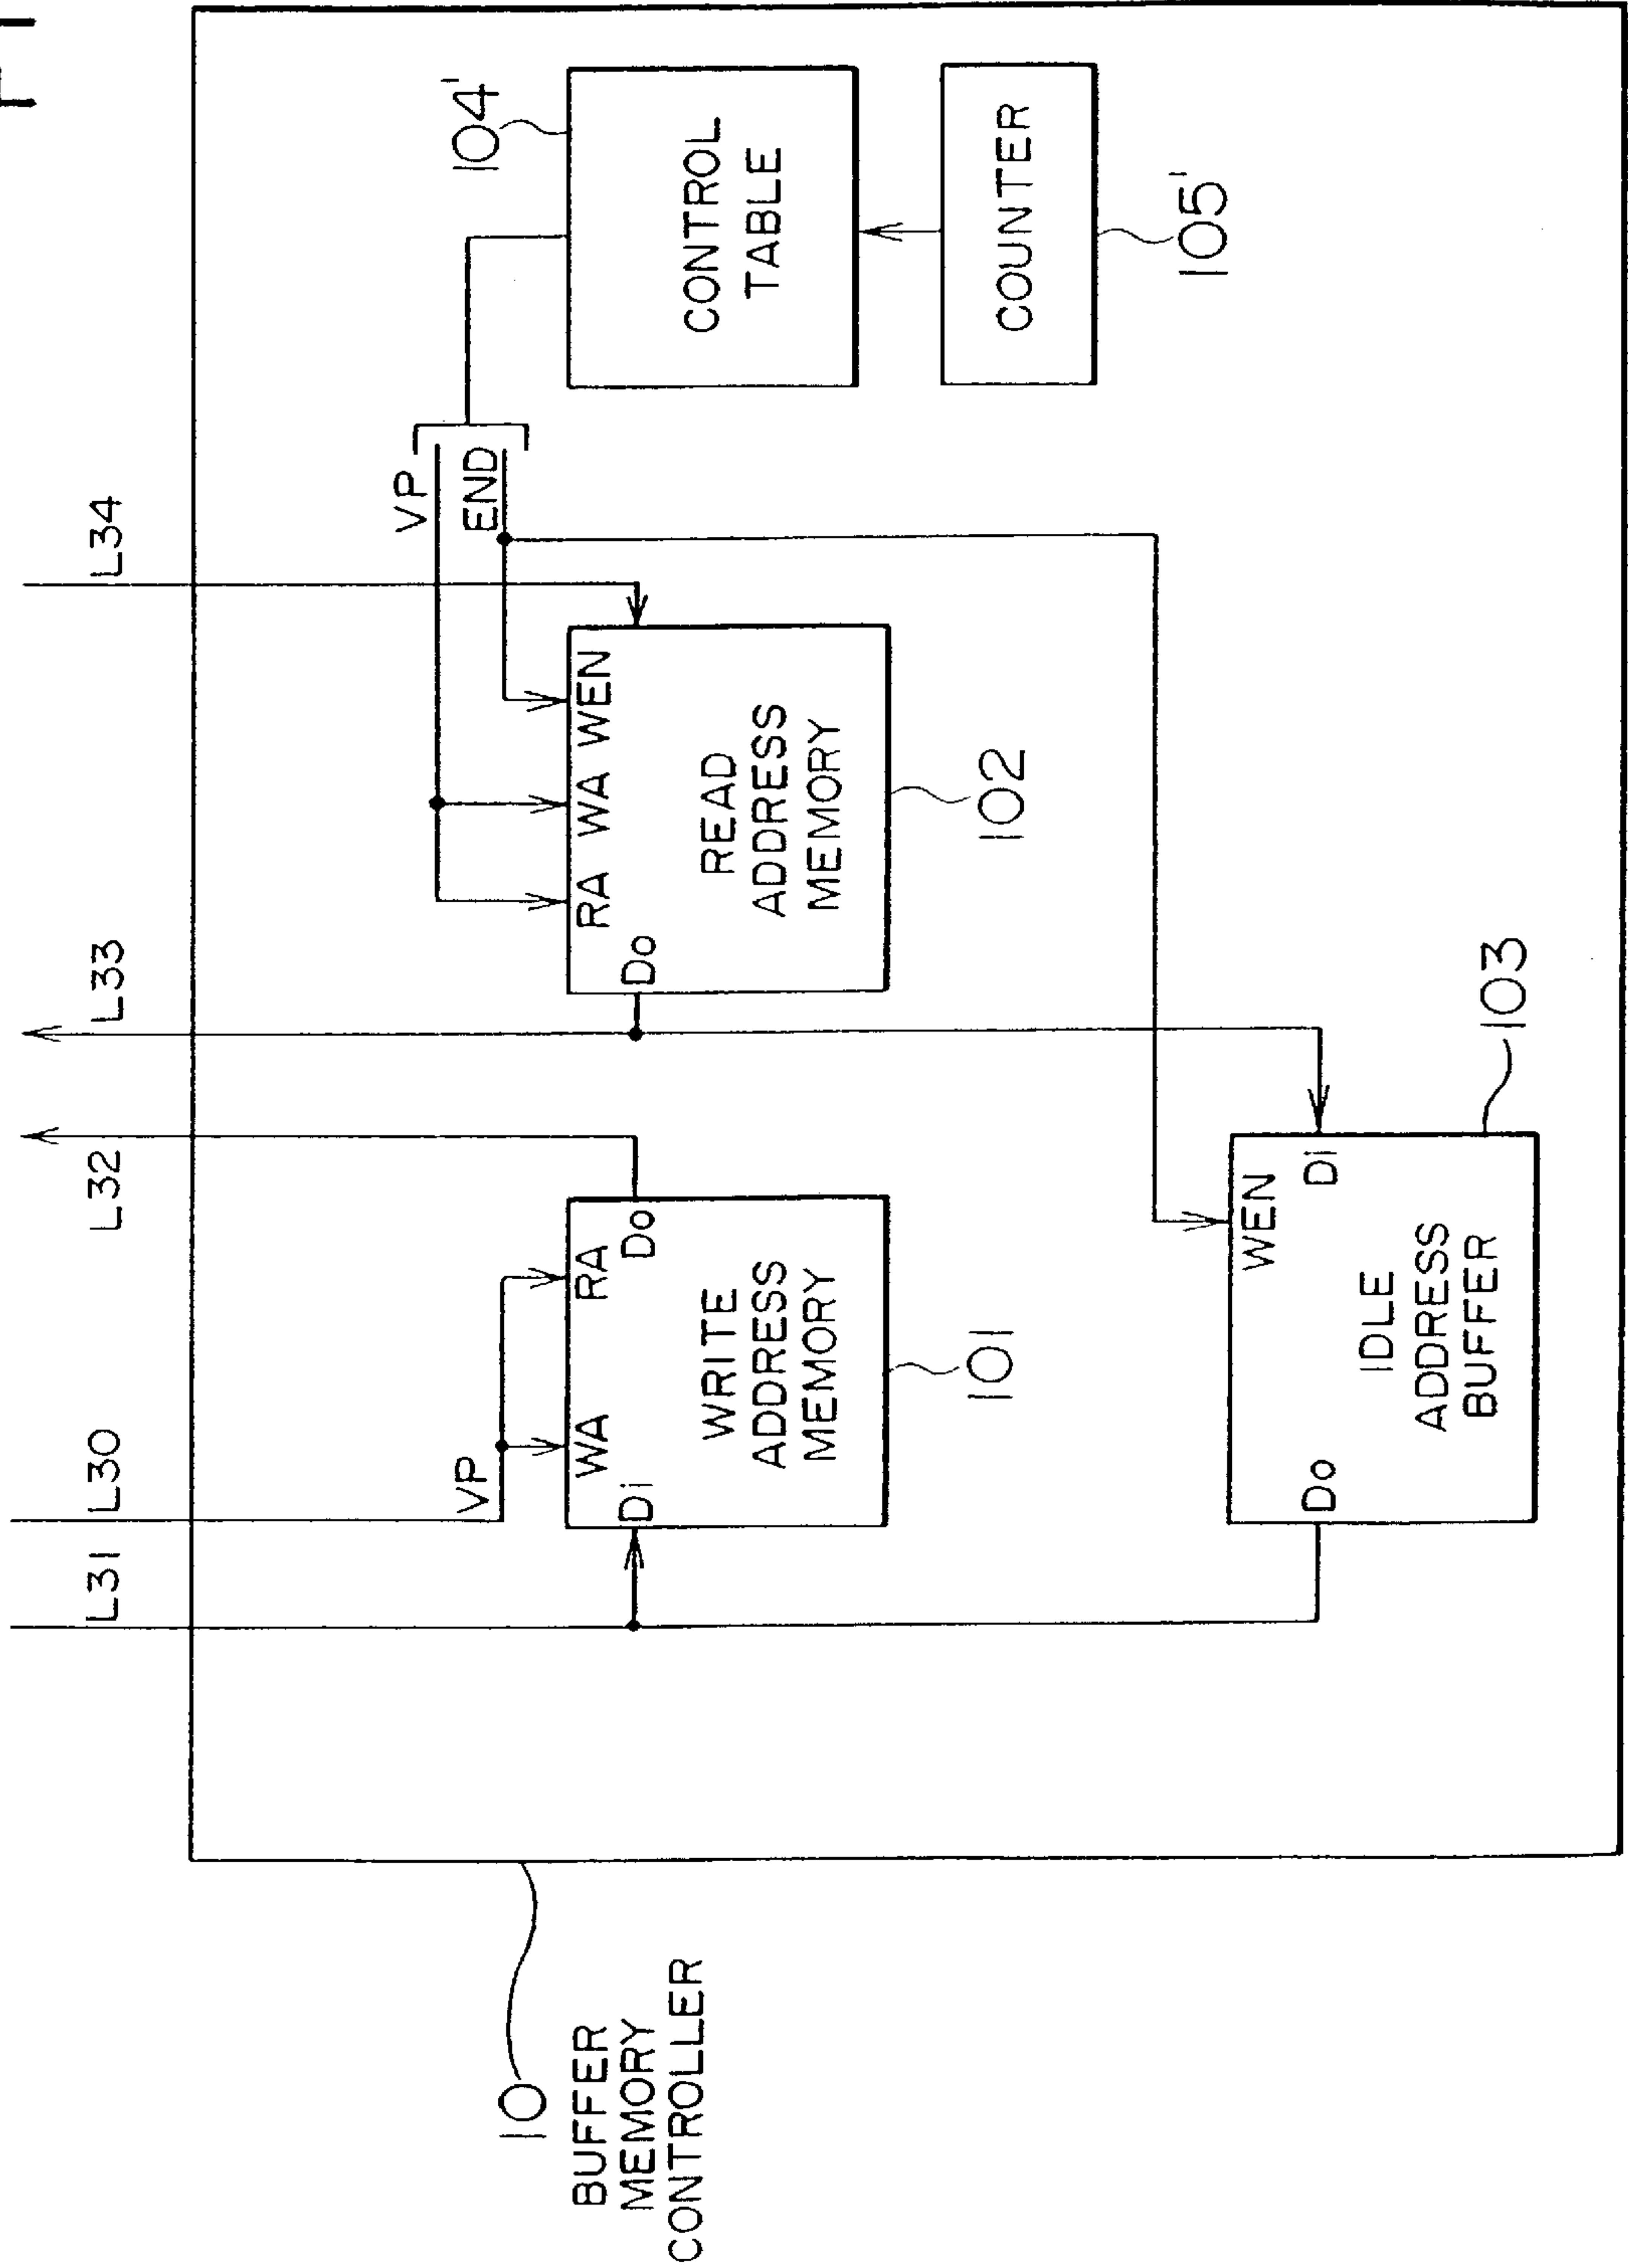 L31
L30
L32
L33
L34
VP
WA
RA
Di
Do
WRITE
ADDRESS
MEMORY
101
VP
END
RA WA WEN
Do
READ
ADDRESS
MEMORY
102
104'
CONTROL
TABLE
COUNTER
105'
WEN
Di
Do
IDLE
ADDRESS
BUFFER
103
10
BUFFER
MEMORY
CONTROLLER